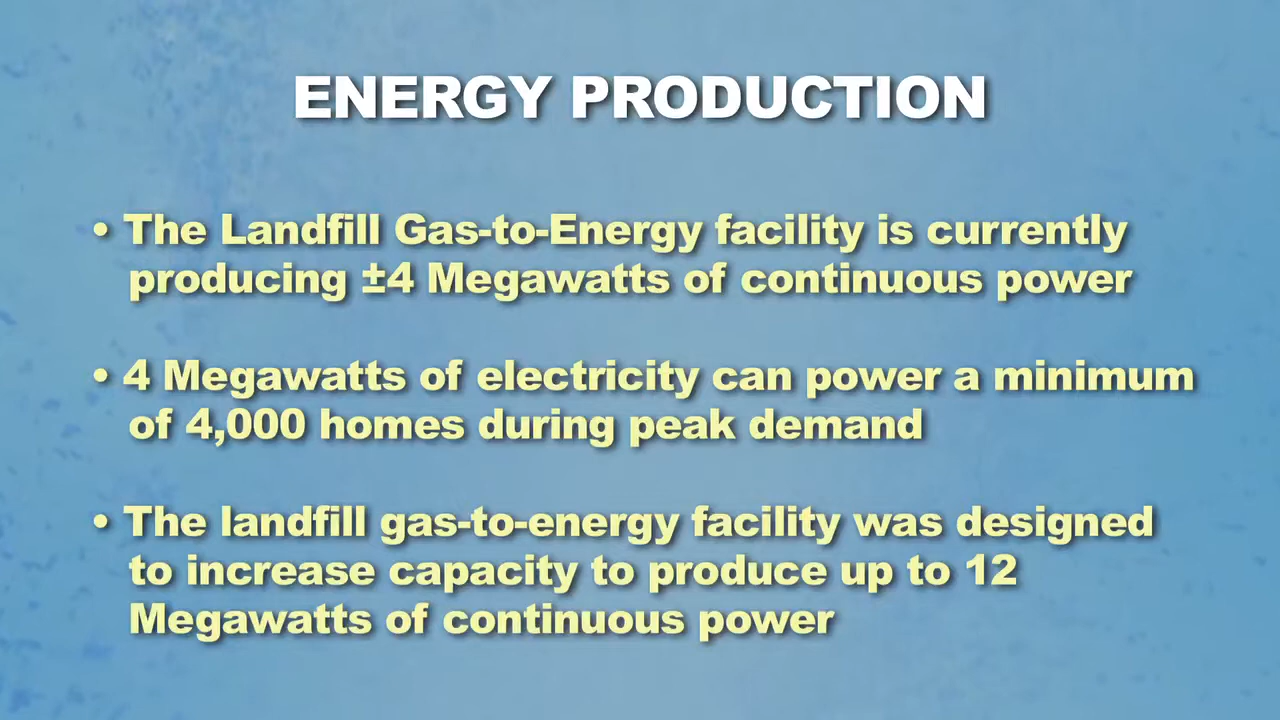 ENERGY PRODUCTION
• The Landfill Gas-to-Energy facility is currently
producing ±4 Megawatts of continuous power
• 4 Megawatts of electricity can power a minimum
of 4,000 homes during peak demand
• The landfill gas-to-energy facility was designed
to increase capacity to produce up to 12
Megawatts of continuous power